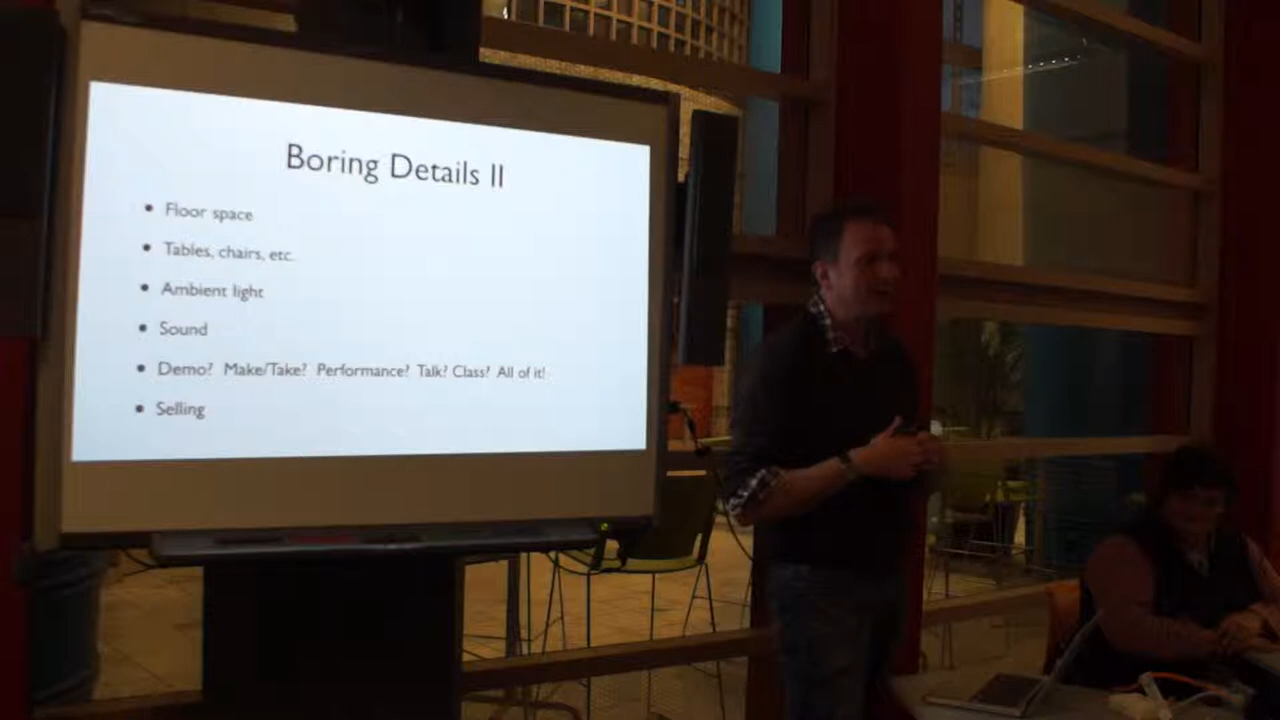 Boring Details II
• Floor space
• Tables, chairs, etc.
• Ambient light
• Sound
• Demo? Make/Take? Performance? Talk? Class? All of it!
• Selling